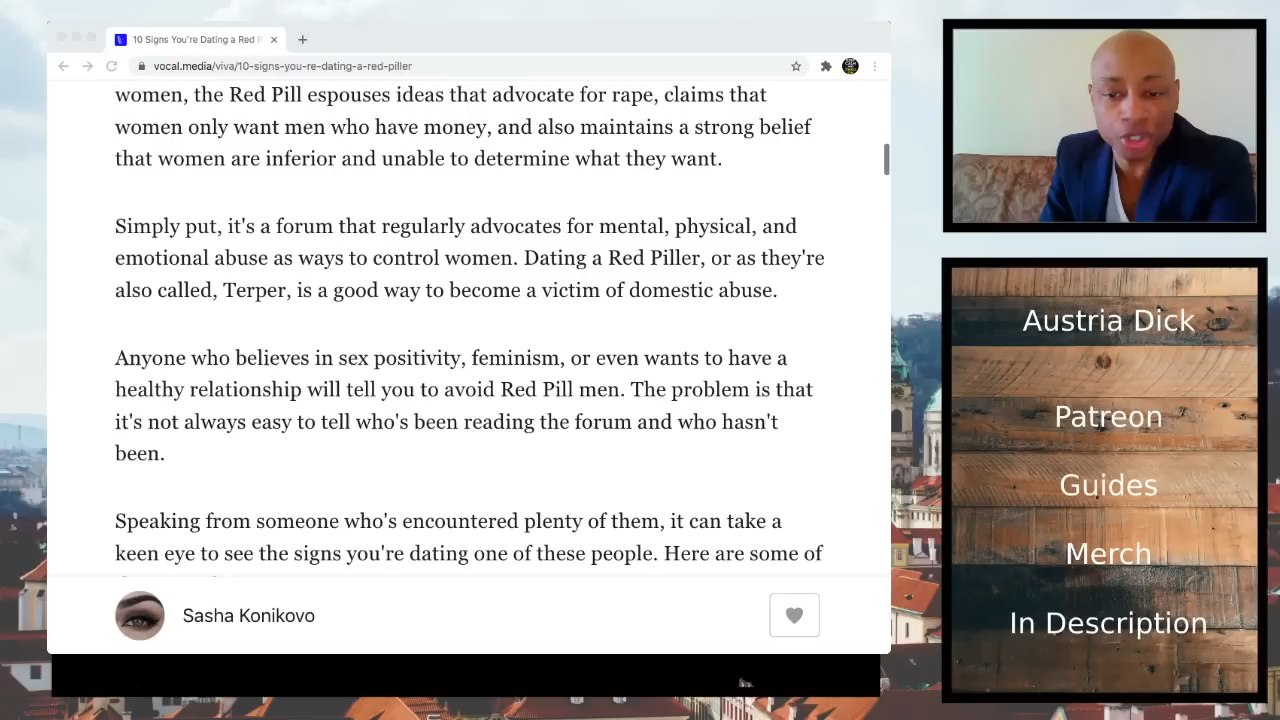 10 Signs You're Dating a Red P
vocal.media/viva/10-signs-you-re-dating-a-red-piller
women, the Red Pill espouses ideas that advocate for rape, claims that
women only want men who have money, and also maintains a strong belief
that women are inferior and unable to determine what they want.
Simply put, it's a forum that regularly advocates for mental, physical, and
emotional abuse as ways to control women. Dating a Red Piller, or as they're
also called, Terper, is a good way to become a victim of domestic abuse.
Anyone who believes in sex positivity, feminism, or even wants to have a
healthy relationship will tell you to avoid Red Pill men. The problem is that
it's not always easy to tell who's been reading the forum and who hasn't
been.
Speaking from someone who's encountered plenty of them, it can take a
keen eye to see the signs you're dating one of these people. Here are some of
Sasha Konikovo
Austria Dick
Patreon
Guides
Merch
In Description